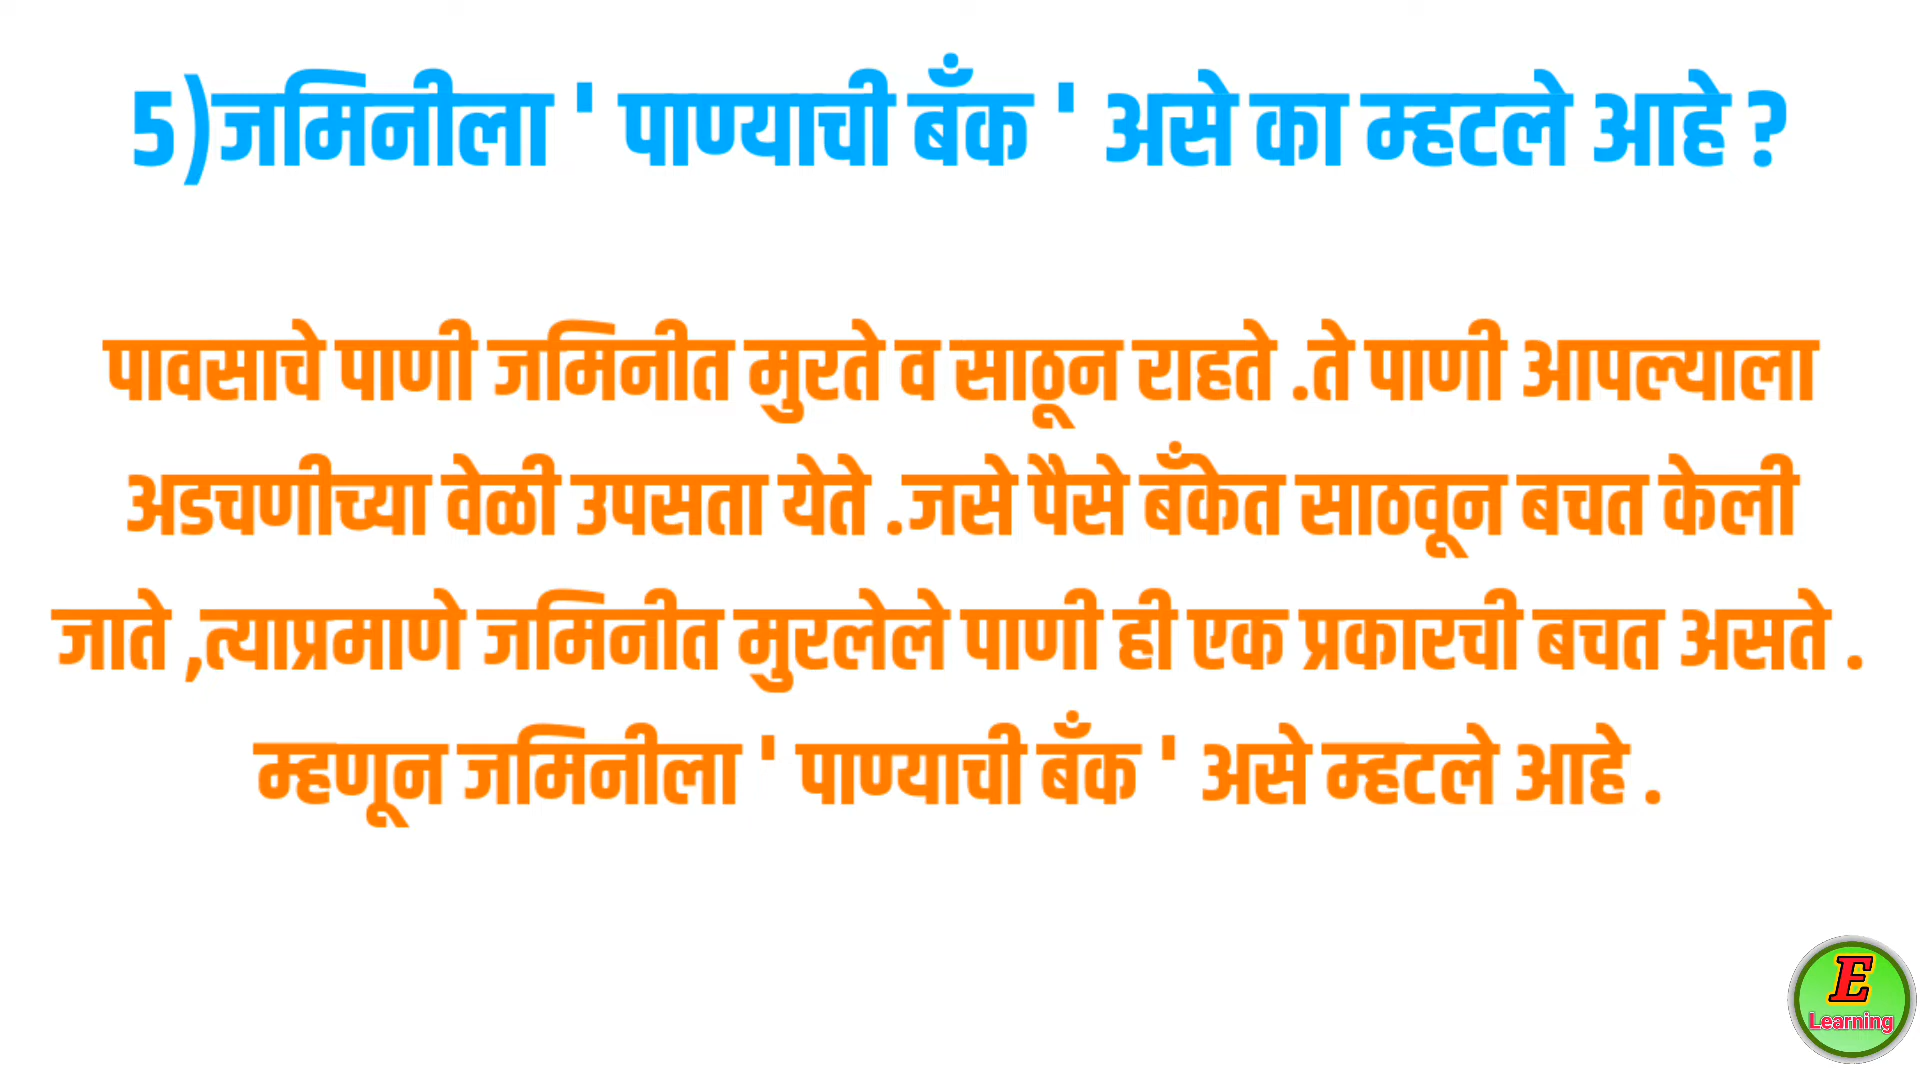 5)जमिनीला ' पाण्याची बँक ' असे का म्हटले आहे ?
पावसाचे पाणी जमिनीत मुरते व साठून राहते .ते पाणी आपल्याला
अडचणीच्या वेळी उपसता येते .जसे पैसे बँकेत साठवून बचत केली
जाते ,त्याप्रमाणे जमिनीत मुरलेले पाणी ही एक प्रकारची बचत असते .
म्हणून जमिनीला ' पाण्याची बँक ' असे म्हटले आहे .
E
Learning